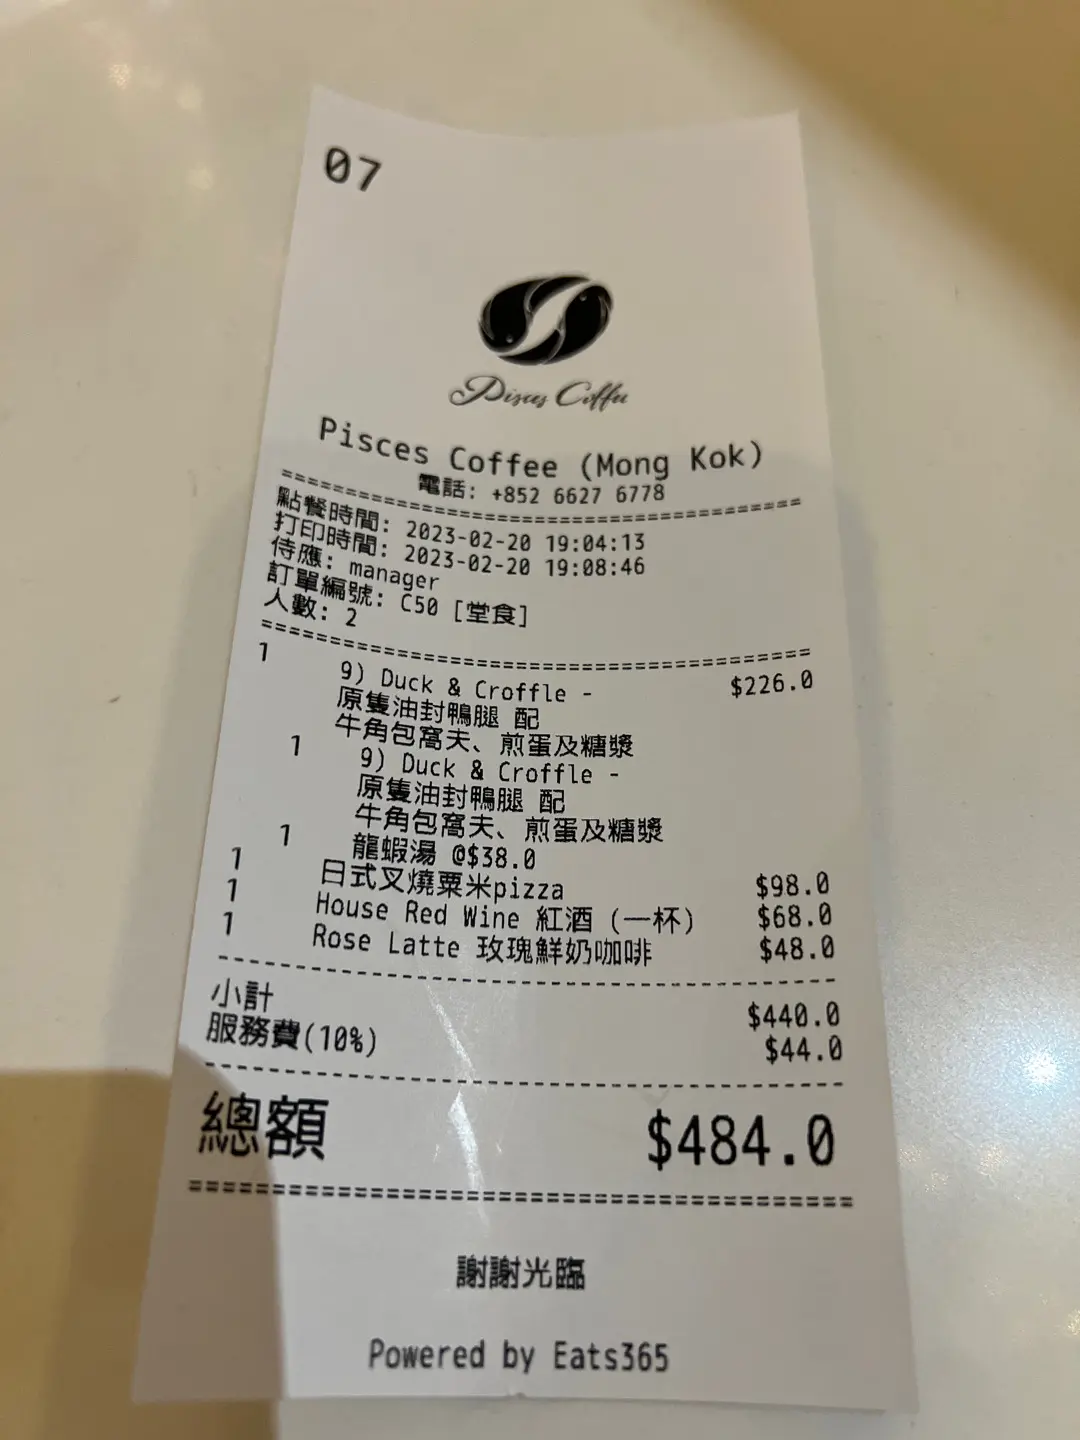 07
Pisces Coffee
Pisces Coffee (Mong Kok)
電話: +852 6627 6778
點餐時間: 2023-02-20 19:04:13
打印時間: 2023-02-20 19:08:46
侍應: manager
訂單編號: C50 [堂食]
人數: 2
1 9) Duck & Croffle - $226.0
原隻油封鴨腿 配
牛角包窩夫、煎蛋及糖漿
1 9) Duck & Croffle -
原隻油封鴨腿 配
牛角包窩夫、煎蛋及糖漿
1 龍蝦湯 @$38.0
1 日式叉燒粟米pizza $98.0
1 House Red Wine 紅酒 (一杯) $68.0
1 Rose Latte 玫瑰鮮奶咖啡 $48.0
小計 $440.0
服務費(10%) $44.0
總額 $484.0
謝謝光臨
Powered by Eats365